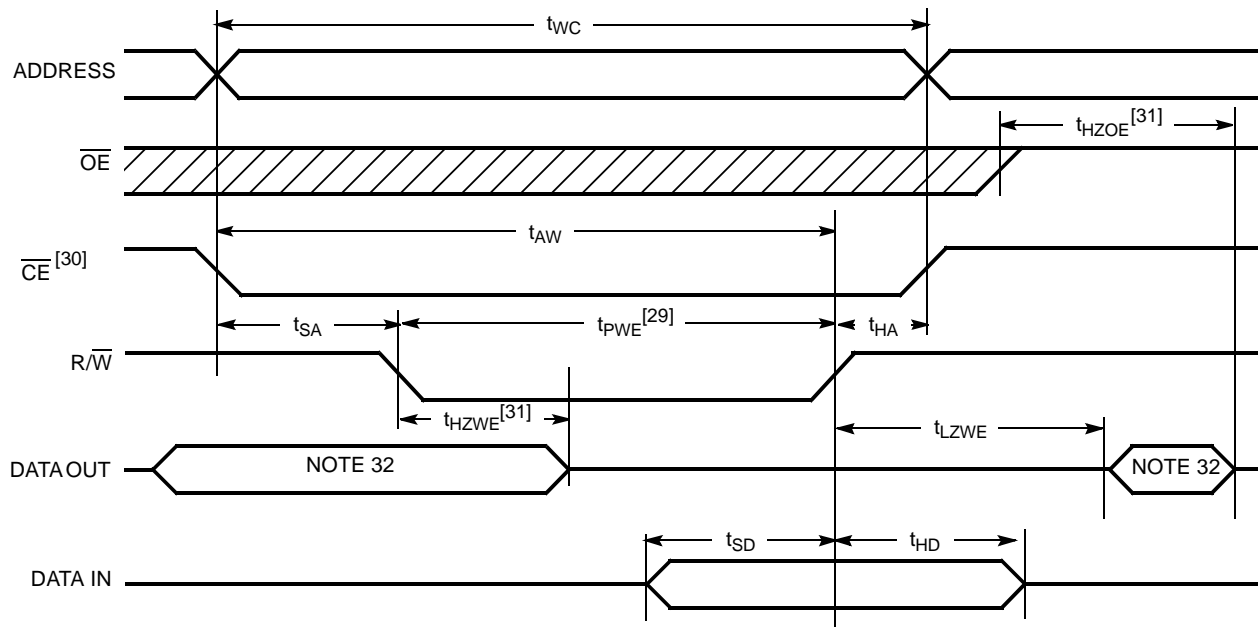 tWC
ADDRESS
tHZOE[31]
OE
tAW
CE[30]
tSA
tPWE[29]
tHA
R/W
tHZWE[31]
tLZWE
DATA OUT
NOTE 32
NOTE 32
tSD
tHD
DATA IN